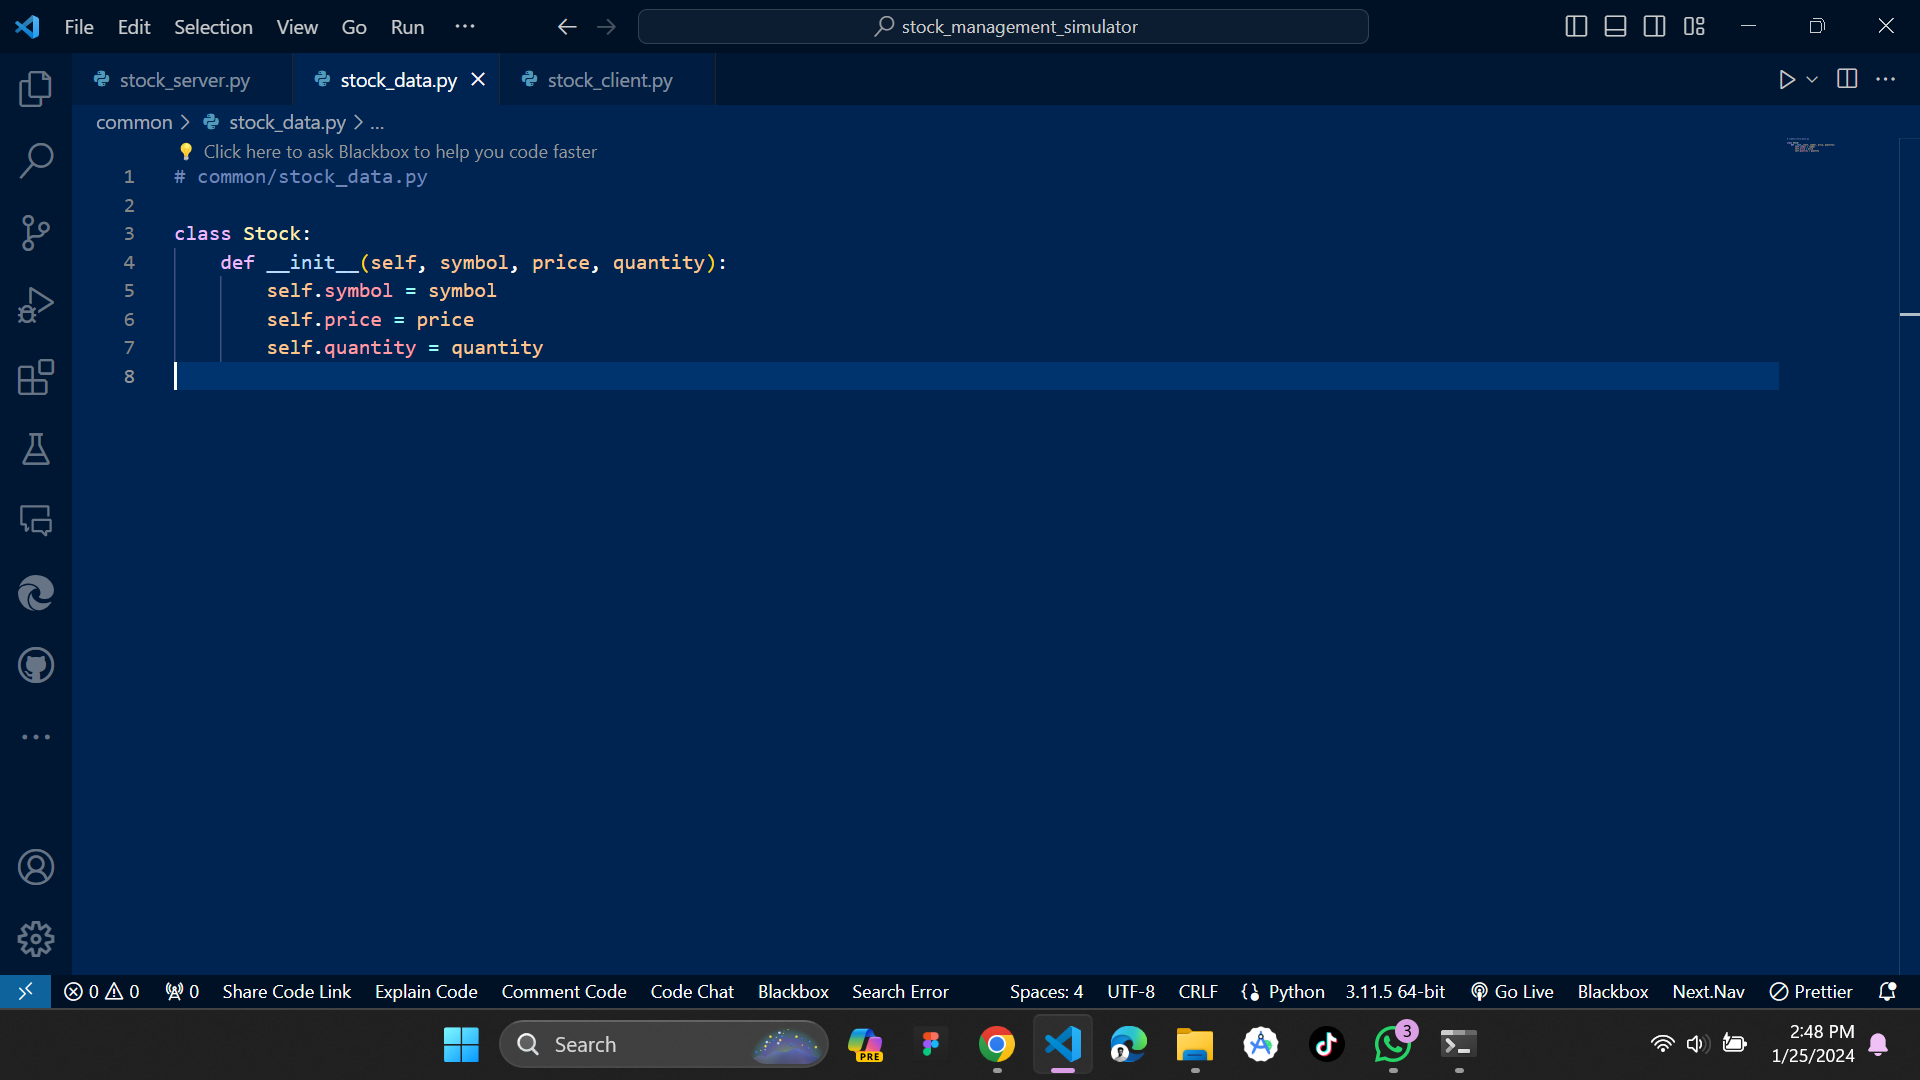 File Edit Selection View Go Run ···
stock_management_simulator
stock_server.py
stock_data.py
stock_client.py
common > stock_data.py > ...
Click here to ask Blackbox to help you code faster
1 # common/stock_data.py
2
3 class Stock:
4 def __init__(self, symbol, price, quantity):
5 self.symbol = symbol
6 self.price = price
7 self.quantity = quantity
8
0 0 0 Share Code Link Explain Code Comment Code Code Chat Blackbox Search Error Spaces: 4 UTF-8 CRLF Python 3.11.5 64-bit Go Live Blackbox Next.Nav Prettier
Search
PRE
3
2:48 PM
1/25/2024